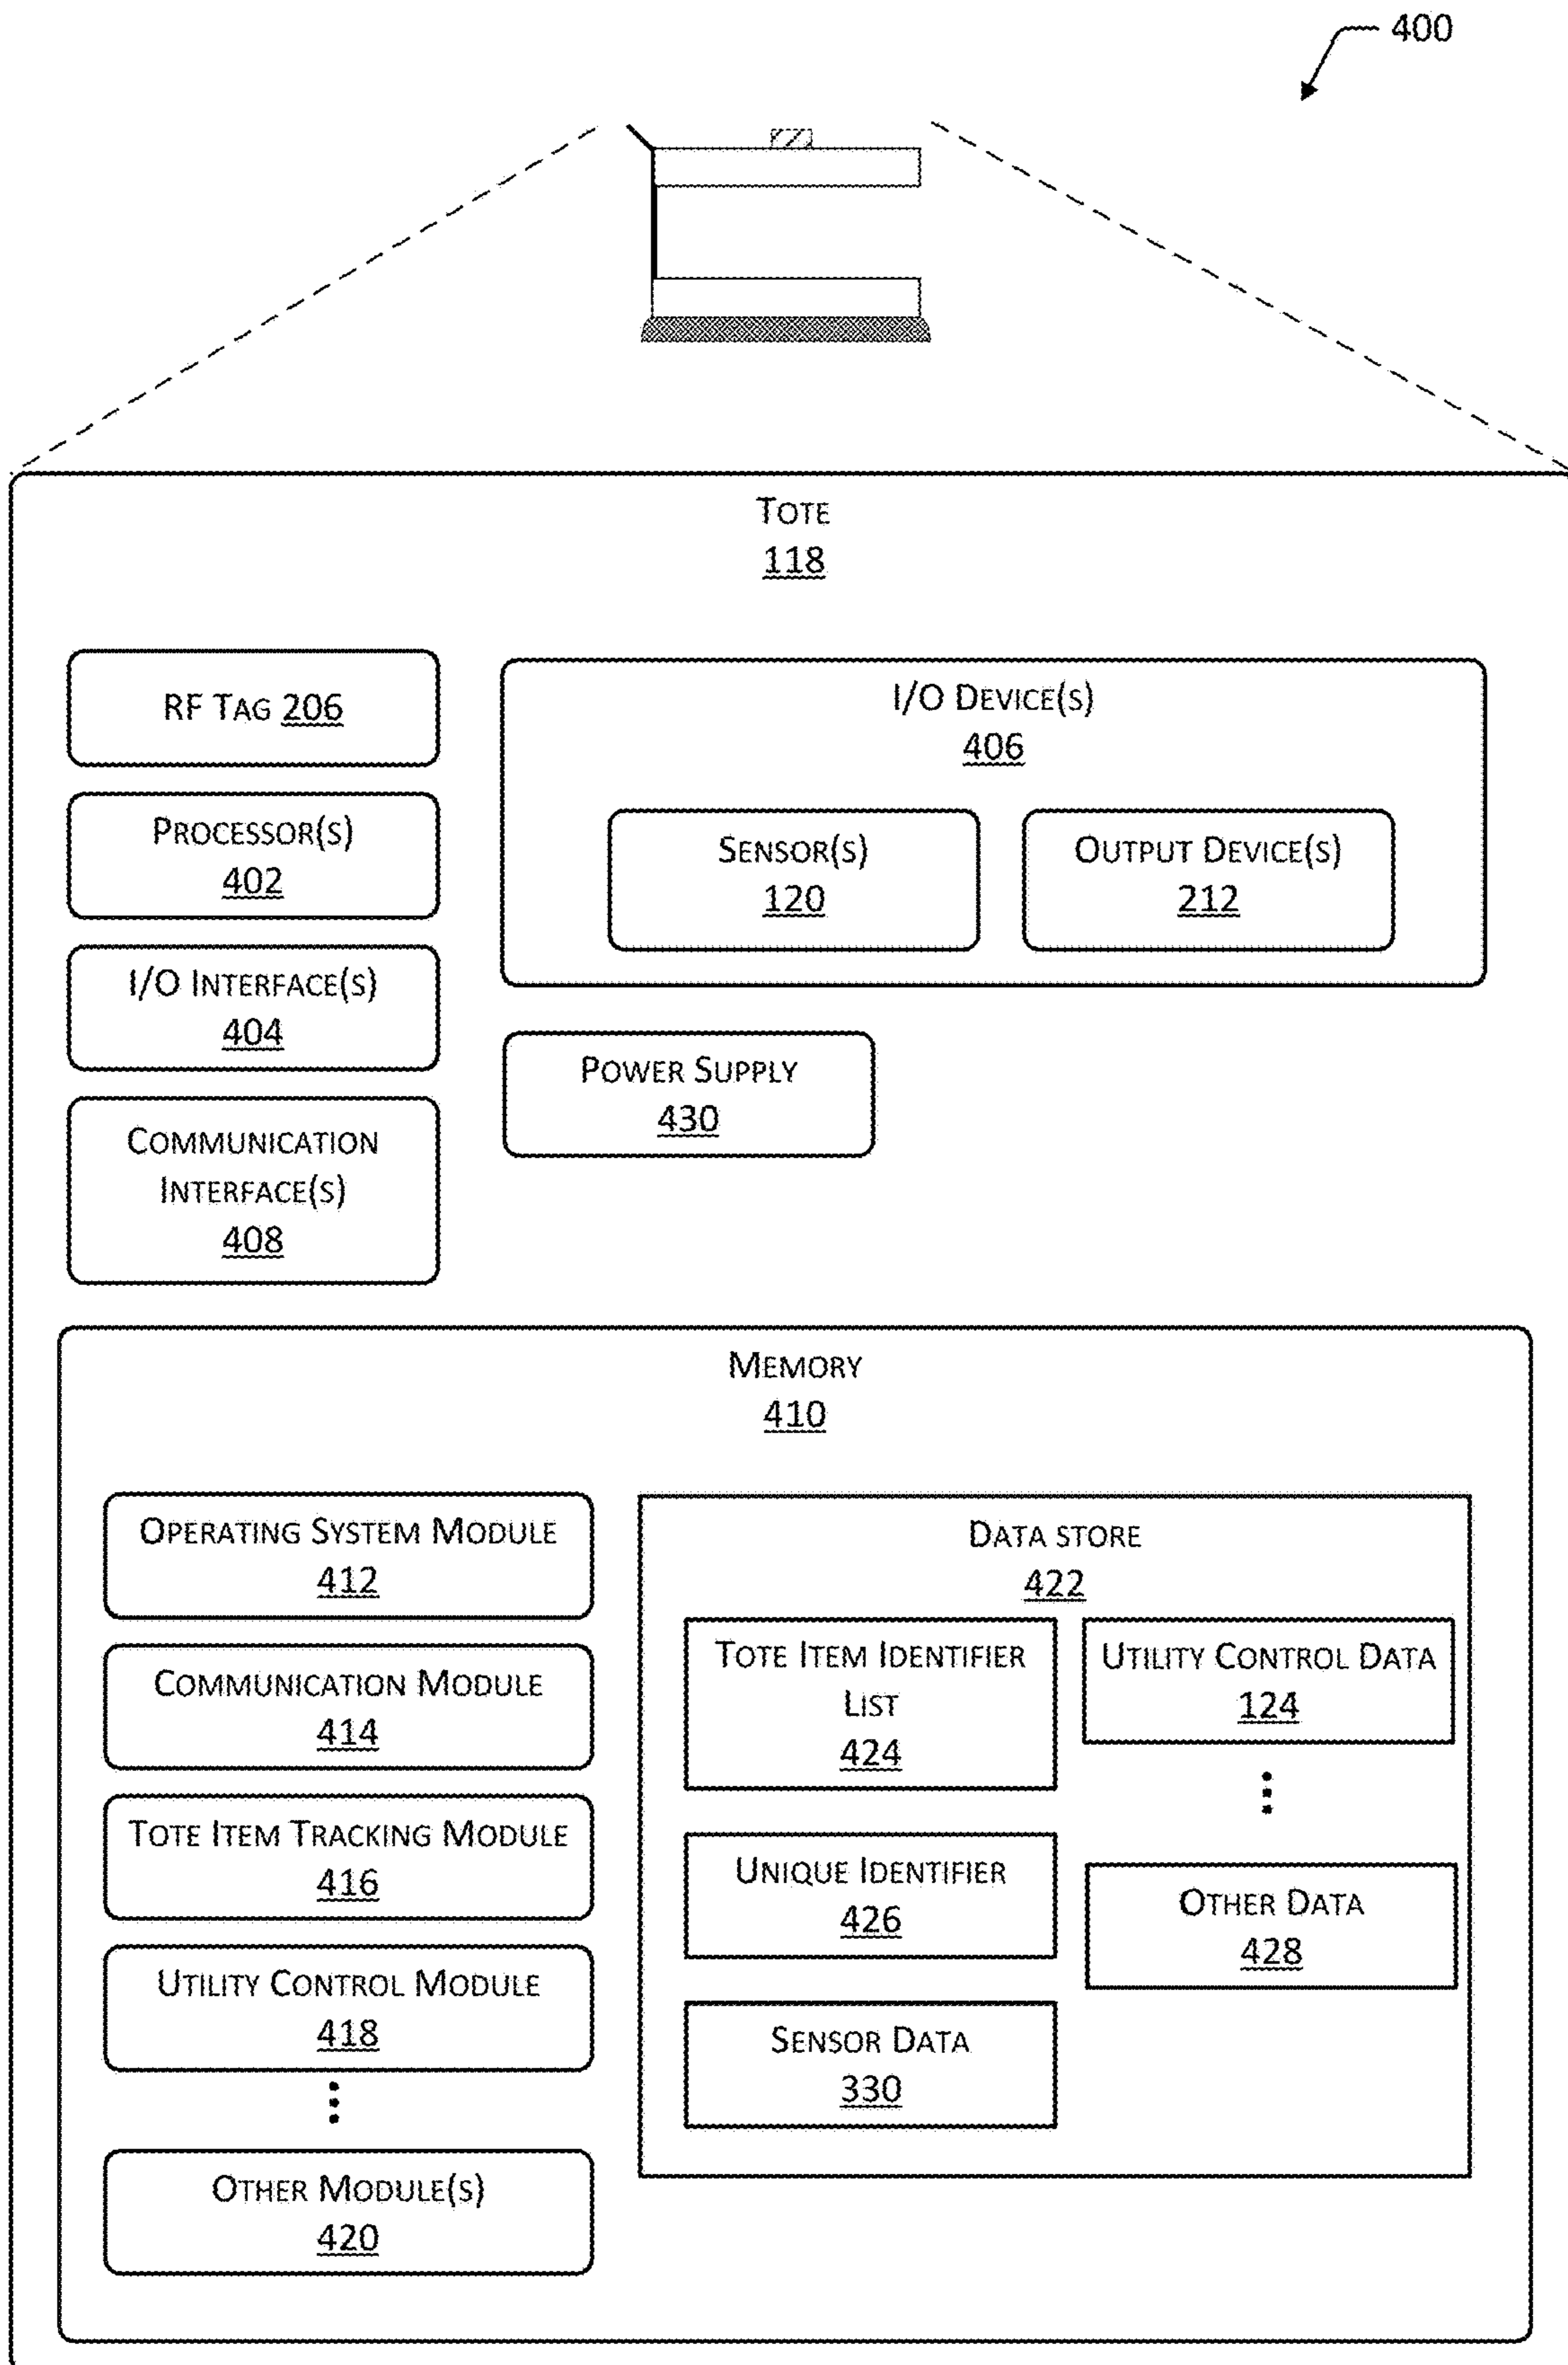 400
TOTE
118
RF TAG 206
PROCESSOR(S)
402
I/O INTERFACE(S)
404
COMMUNICATION
INTERFACE(S)
408
I/O DEVICE(S)
406
SENSOR(S)
120
OUTPUT DEVICE(S)
212
POWER SUPPLY
430
MEMORY
410
OPERATING SYSTEM MODULE
412
COMMUNICATION MODULE
414
TOTE ITEM TRACKING MODULE
416
UTILITY CONTROL MODULE
418
OTHER MODULE(S)
420
DATA STORE
422
TOTE ITEM IDENTIFIER
LIST
424
UNIQUE IDENTIFIER
426
SENSOR DATA
330
UTILITY CONTROL DATA
124
OTHER DATA
428